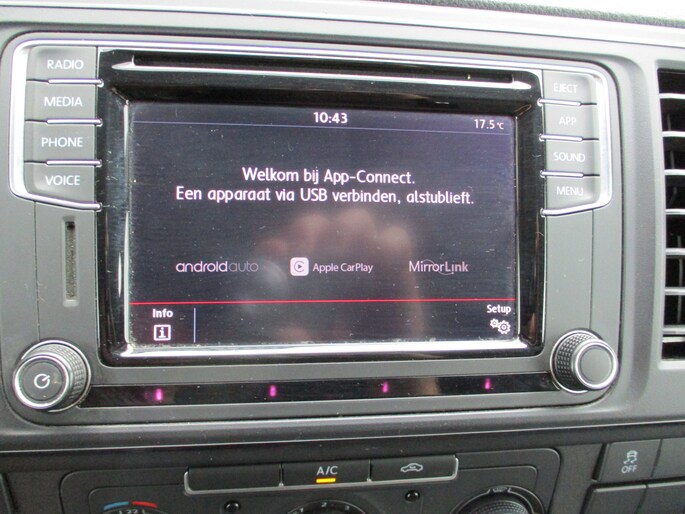 RADIO
MEDIA
PHONE
VOICE
EJECT
APP
SOUND
MENU
10:43
17.5°C
Welkom bij App-Connect.
Een apparaat via USB verbinden, alstublieft.
androidauto
Apple CarPlay
MirrorLink
Info
Setup
A/C
OFF
22